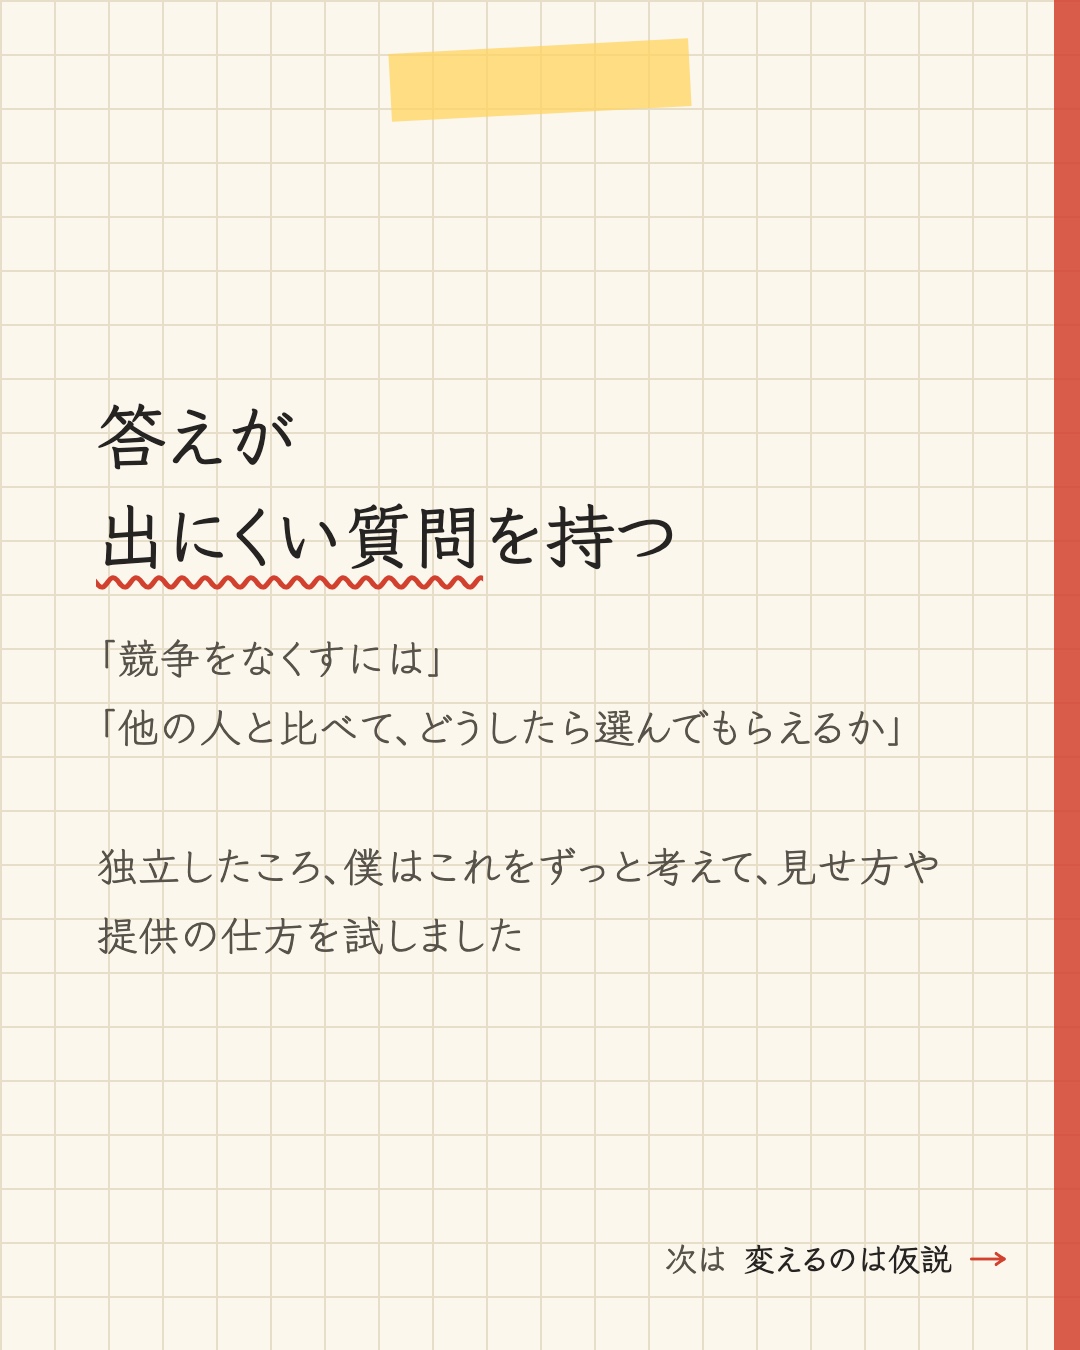 答えが
出にくい質問を持つ
「競争をなくすには」
「他の人と比べて、どうしたら選んでもらえるか」
独立したころ、僕はこれをずっと考えて、見せ方や
提供の仕方を試しました
次は 変えるのは仮説 →